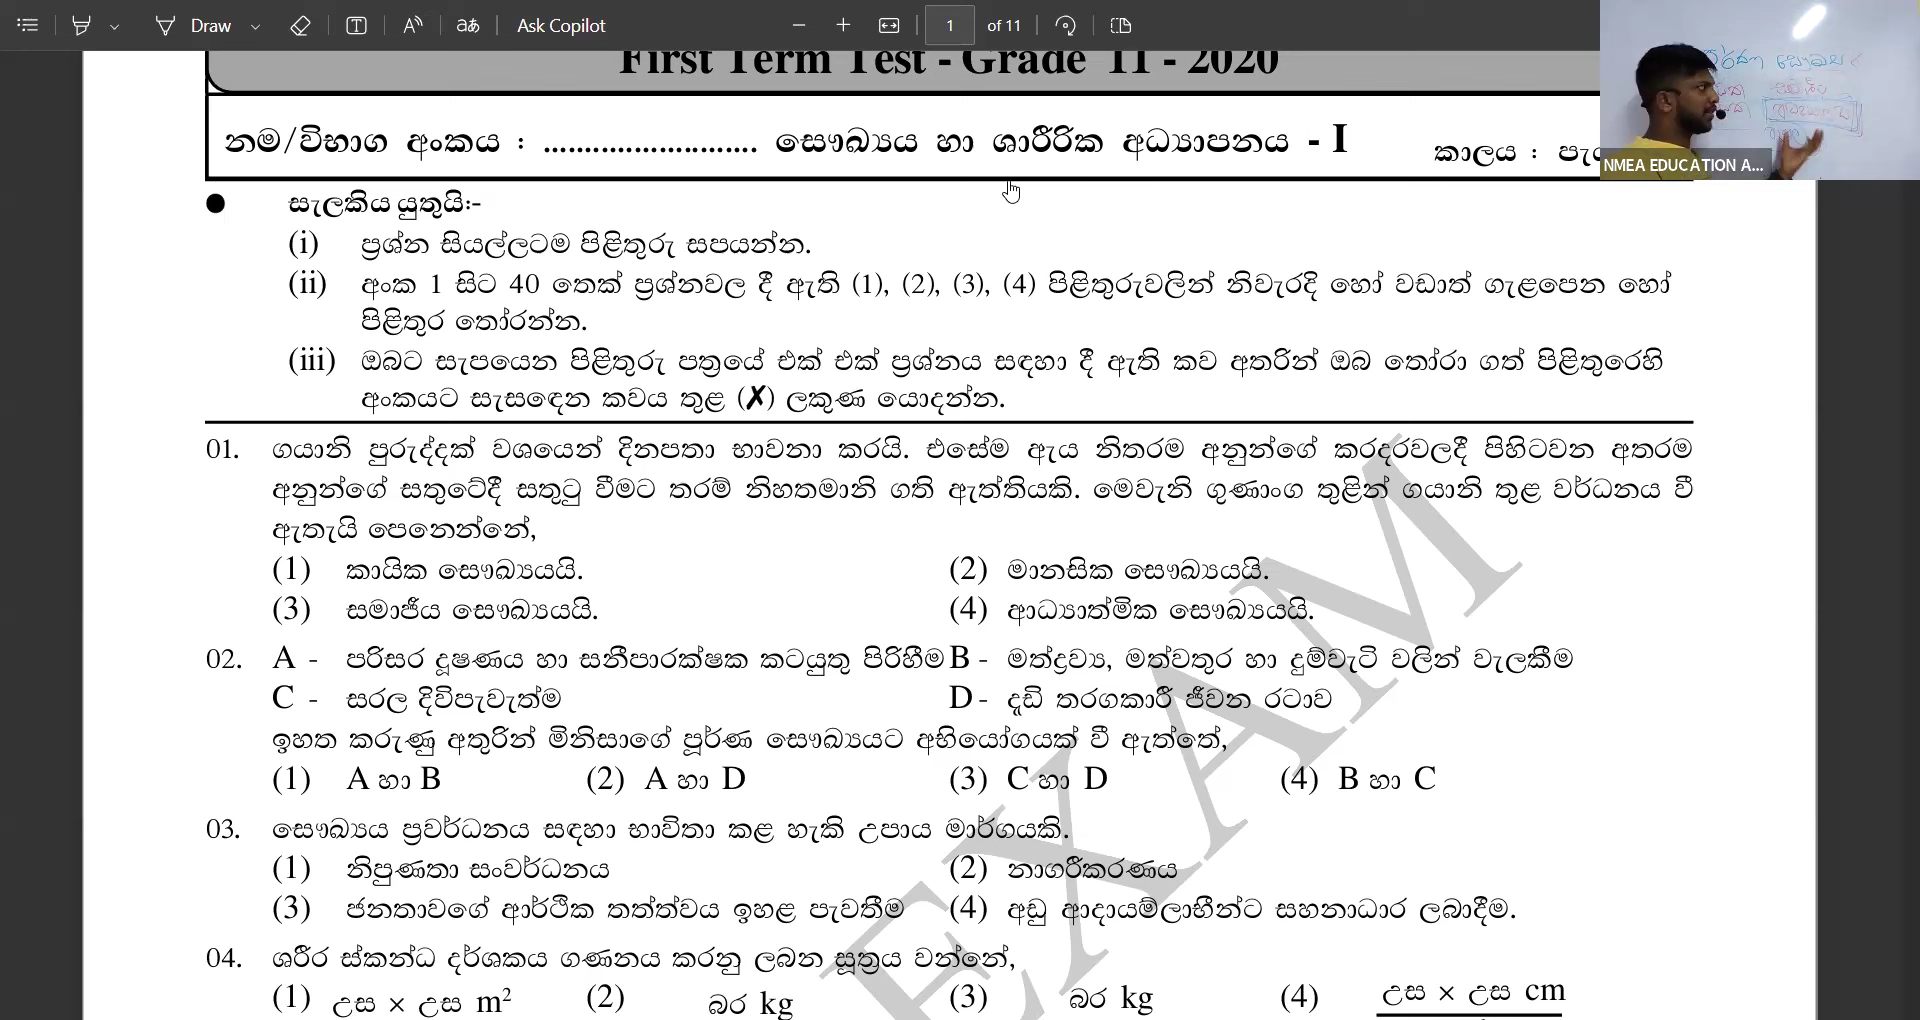 Draw
Ask Copilot
1 of 11
First Term Test - Grade 11 - 2020
නම/විභාග අංකය : ........................... සෞඛ්‍යය හා ශාරීරික අධ්‍යාපනය - I
කාලය :
NMEA EDUCATION A...
● සැලකිය යුතුයි:-
(i) ප්‍රශ්න සියල්ලටම පිළිතුරු සපයන්න.
(ii) අංක 1 සිට 40 තෙක් ප්‍රශ්නවල දී ඇති (1), (2), (3), (4) පිළිතුරුවලින් නිවැරදි හෝ වඩාත් ගැළපෙන හෝ
පිළිතුර තෝරන්න.
(iii) ඔබට සැපයෙන පිළිතුරු පත්‍රයේ එක් එක් ප්‍රශ්නය සඳහා දී ඇති කව අතරින් ඔබ තෝරා ගත් පිළිතුරෙහි
අංකයට සැසඳෙන කවය තුළ (✗) ලකුණ යොදන්න.
01. ගයානි පුරුද්දක් වශයෙන් දිනපතා භාවනා කරයි. එසේම ඇය නිතරම අනුන්ගේ කරදරවලදී පිහිටවන අතරම
අනුන්ගේ සතුටේදී සතුටු වීමට තරම් නිහතමානි ගති ඇත්තියකි. මෙවැනි ගුණාංග තුළින් ගයානි තුළ වර්ධනය වී
ඇතැයි පෙනෙන්නේ,
(1) කායික සෞඛ්‍යයයි. (2) මානසික සෞඛ්‍යයයි.
(3) සමාජීය සෞඛ්‍යයයි. (4) ආධ්‍යාත්මික සෞඛ්‍යයයි.
02. A - පරිසර දූෂණය හා සනීපාරක්ෂක කටයුතු පිරිහීම B - මත්ද්‍රව්‍ය, මත්වතුර හා දුම්වැටි වලින් වැලකීම
C - සරල දිවිපැවැත්ම D - දැඩි තරගකාරී ජීවන රටාව
ඉහත කරුණු අතුරින් මිනිසාගේ පූර්ණ සෞඛ්‍යයට අභියෝගයක් වී ඇත්තේ,
(1) A හා B (2) A හා D (3) C හා D (4) B හා C
03. සෞඛ්‍යය ප්‍රවර්ධනය සඳහා භාවිතා කළ හැකි උපාය මාර්ගයකි.
(1) නිපුණතා සංවර්ධනය (2) නාගරීකරණය
(3) ජනතාවගේ ආර්ථික තත්ත්වය ඉහළ පැවතීම (4) අඩු ආදායම්ලාභීන්ට සහනාධාර ලබාදීම.
04. ශරීර ස්කන්ධ දර්ශකය ගණනය කරනු ලබන සූත්‍රය වන්නේ,
(1) උස × උස m² (2) බර kg (3) බර kg (4) උස × උස cm
EXAM